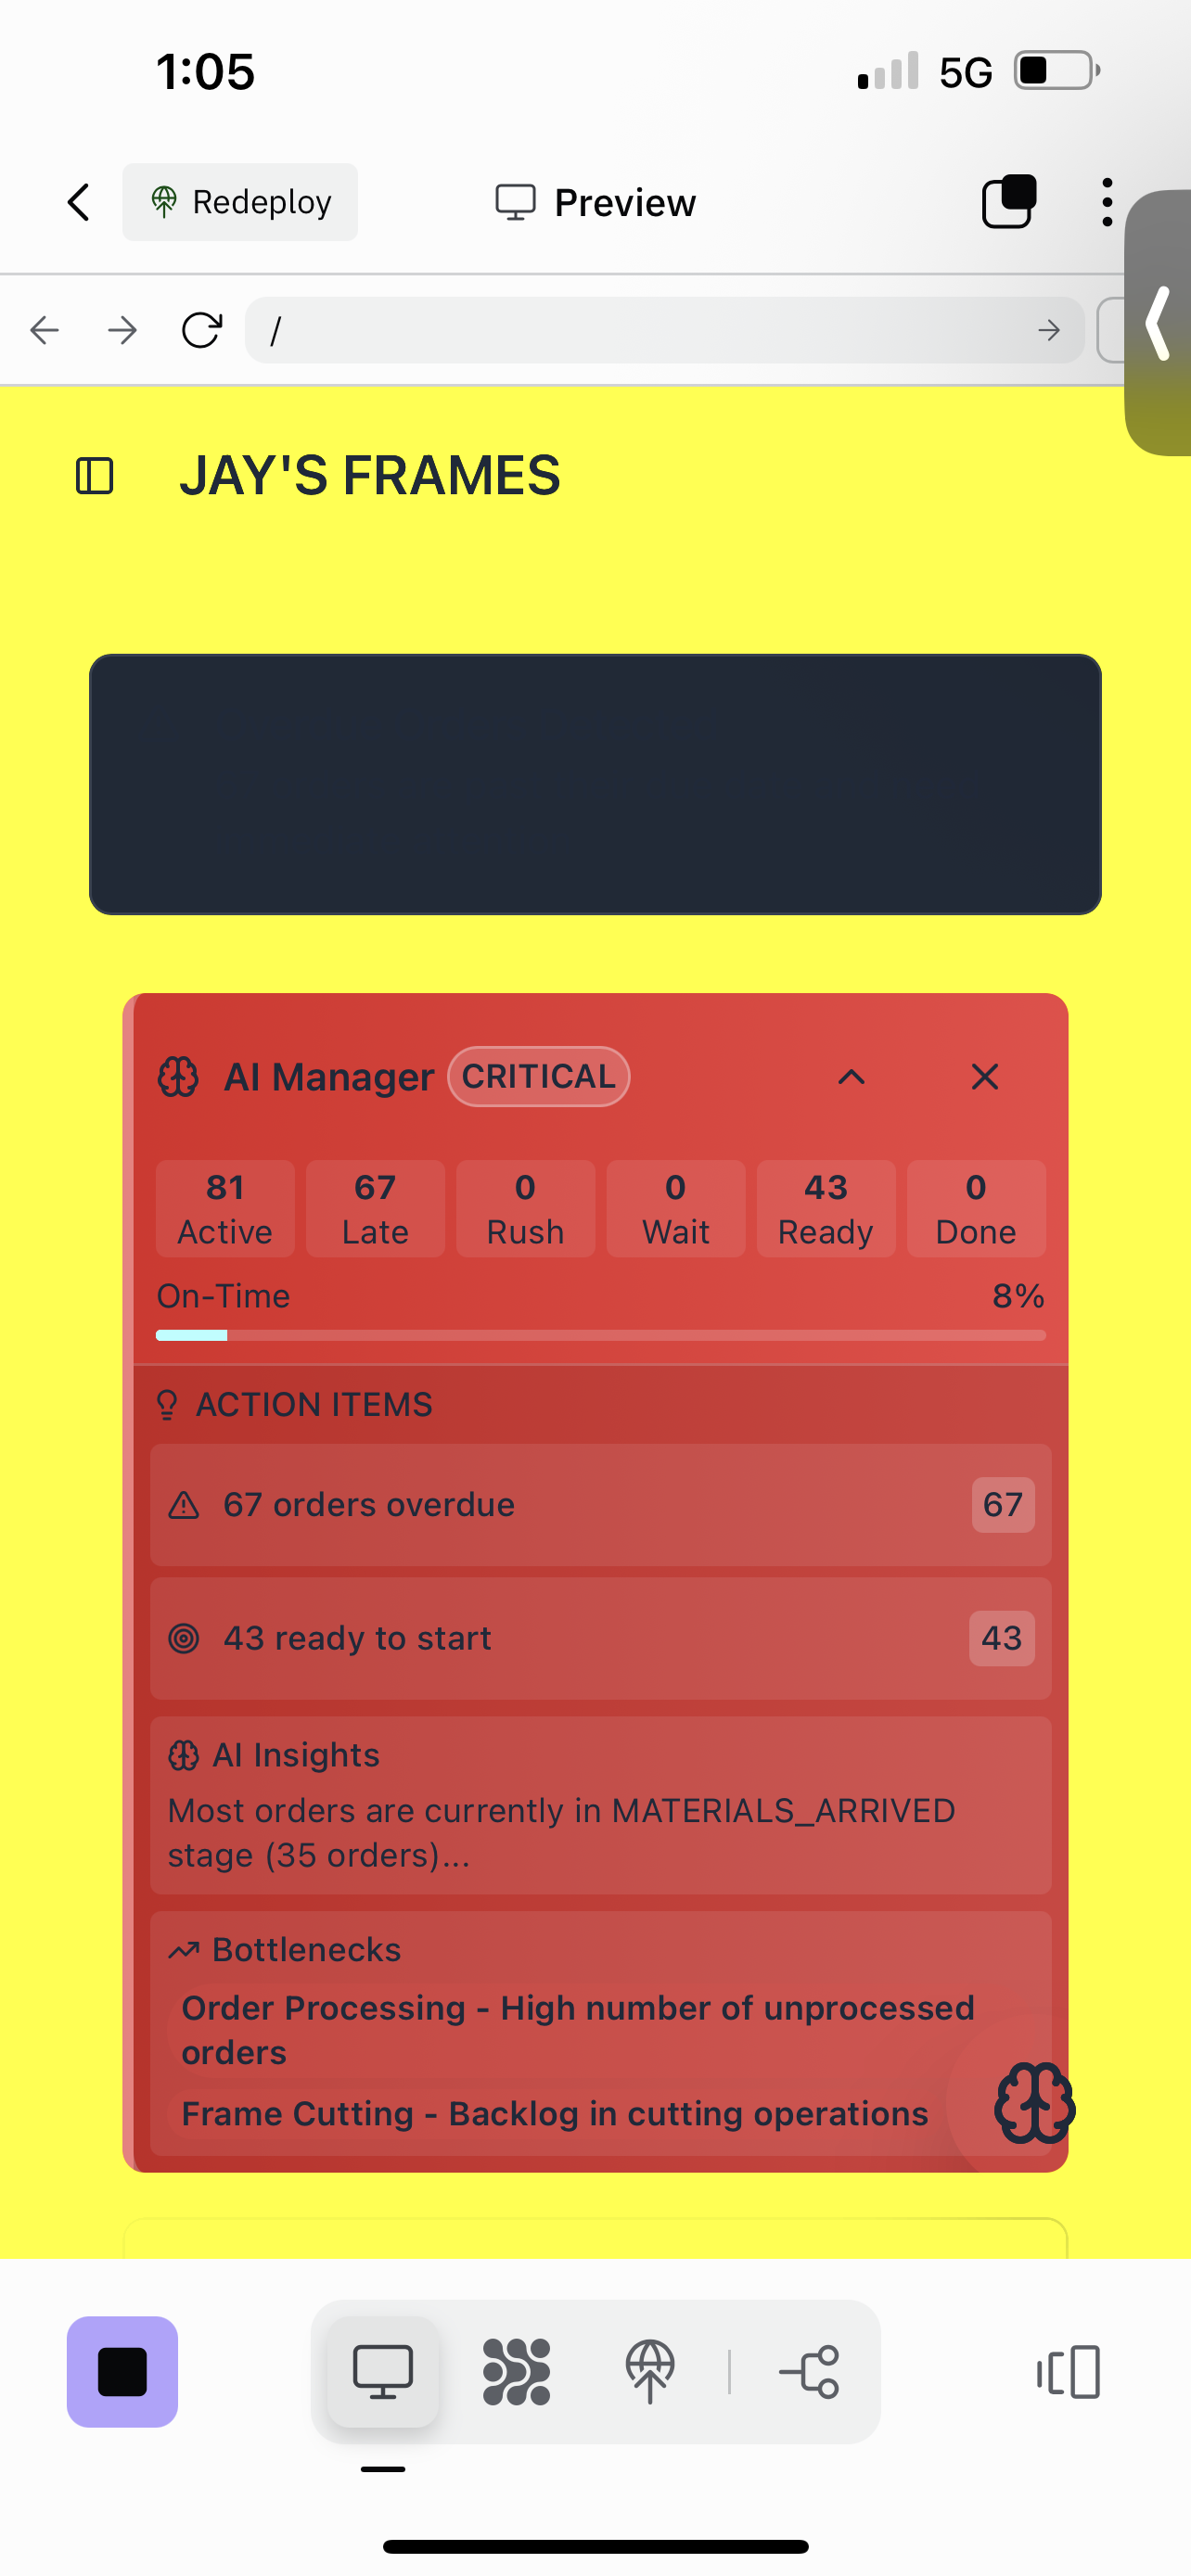 1:05
5G
Redeploy
Preview
/
JAY'S FRAMES
AI Manager
CRITICAL
81
Active
67
Late
0
Rush
0
Wait
43
Ready
0
Done
On-Time
8%
ACTION ITEMS
67 orders overdue
67
43 ready to start
43
AI Insights
Most orders are currently in MATERIALS_ARRIVED
stage (35 orders)...
Bottlenecks
Order Processing - High number of unprocessed
orders
Frame Cutting - Backlog in cutting operations